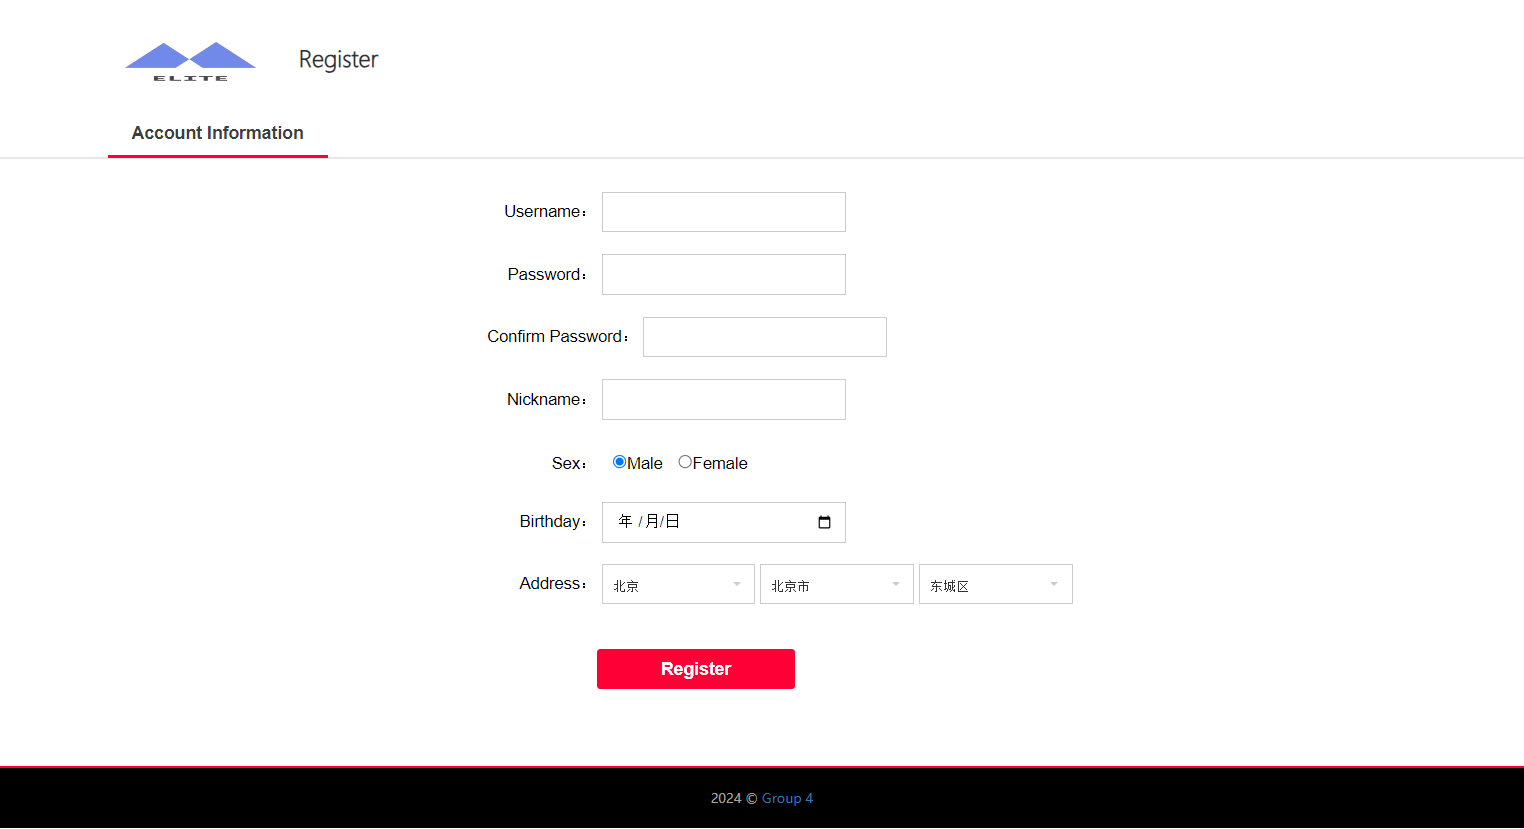 ELITE
Register
Account Information
Username：
Password：
Confirm Password：
Nickname：
Sex： Male Female
Birthday： 年 /月/日
Address： 北京 北京市 东城区
Register
2024 © Group 4